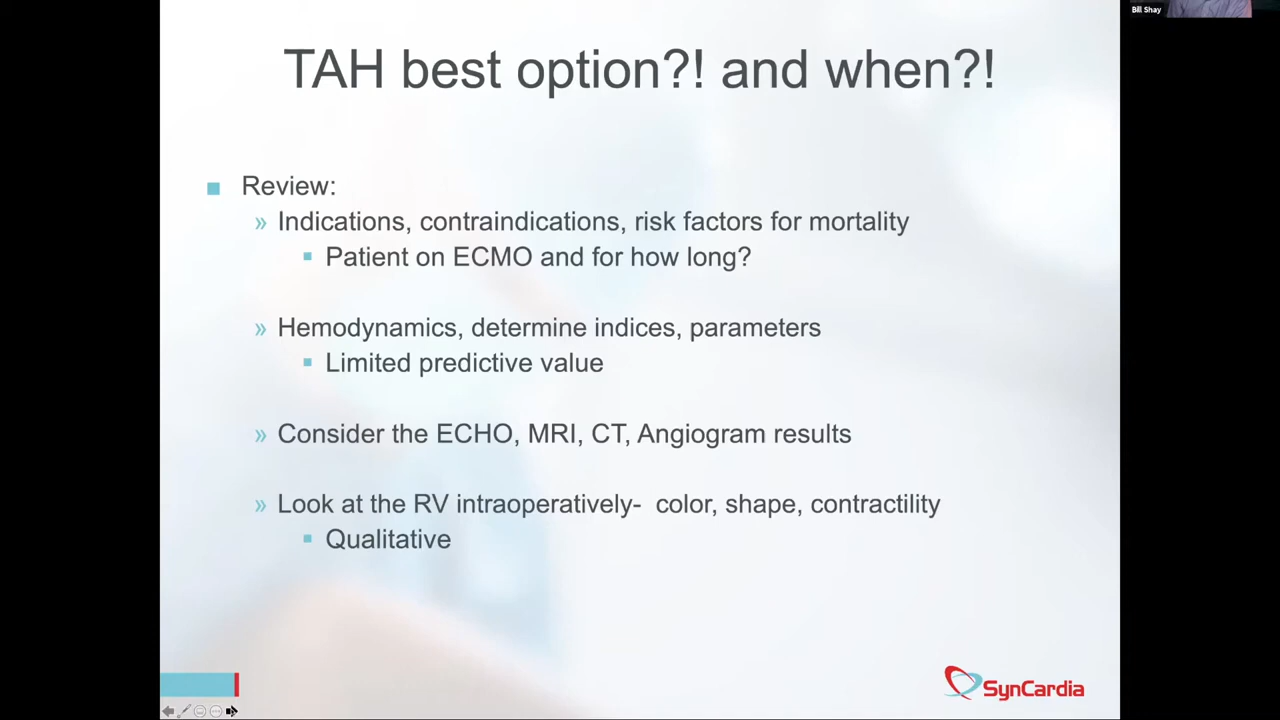 Bill Shay
TAH best option?! and when?!
Review:
Indications, contraindications, risk factors for mortality
Patient on ECMO and for how long?
Hemodynamics, determine indices, parameters
Limited predictive value
Consider the ECHO, MRI, CT, Angiogram results
Look at the RV intraoperatively-  color, shape, contractility
Qualitative
SynCardia